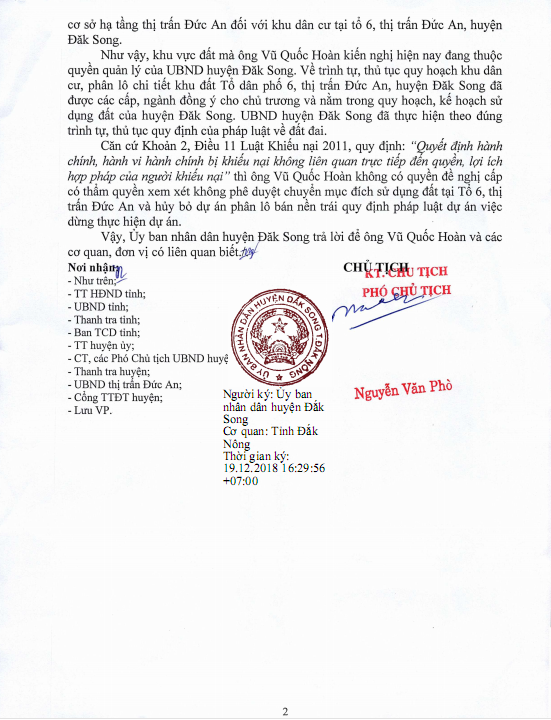 cơ sở hạ tầng thị trấn Đức An đối với khu dân cư tại tổ 6, thị trấn Đức An, huyện
Đăk Song.
Như vậy, khu vực đất mà ông Vũ Quốc Hoàn kiến nghị hiện nay đang thuộc
quyền quản lý của UBND huyện Đăk Song. Về trình tự, thủ tục quy hoạch khu dân
cư, phân lô chi tiết khu đất Tổ dân phố 6, thị trấn Đức An, huyện Đăk Song đã
được các cấp, ngành đồng ý cho chủ trương và nằm trong quy hoạch, kế hoạch sử
dụng đất của huyện Đăk Song. UBND huyện Đăk Song đã thực hiện theo đúng
trình tự, thủ tục quy định của pháp luật về đất đai.
Căn cứ Khoản 2, Điều 11 Luật Khiếu nại 2011, quy định: “Quyết định hành
chính, hành vi hành chính bị khiếu nại không liên quan trực tiếp đến quyền, lợi ích
hợp pháp của người khiếu nại” thì ông Vũ Quốc Hoàn không có quyền đề nghị cấp
có thẩm quyền xem xét không phê duyệt chuyển mục đích sử dụng đất tại Tổ 6, thị
trấn Đức An và hủy bỏ dự án phân lô bán nền trái quy định pháp luật dự án việc
dừng thực hiện dự án.
Vậy, Ủy ban nhân dân huyện Đăk Song trả lời để ông Vũ Quốc Hoàn và các
cơ quan, đơn vị có liên quan biết.
Nơi nhận:
- Như trên;
- TT HĐND tỉnh;
- UBND tỉnh;
- Thanh tra tỉnh;
- Ban TCD tỉnh;
- TT huyện ủy;
- CT, các Phó Chủ tịch UBND huyệ
- Thanh tra huyện;
- UBND thị trấn Đức An;
- Cổng TTĐT huyện;
- Lưu VP.
CHỦ TỊCH
KT. CHỦ TỊCH
PHÓ CHỦ TỊCH
ỦY BAN NHÂN DÂN HUYỆN ĐĂK SONG T. ĐĂK NÔNG
Người ký: Ủy ban
nhân dân huyện Đắk
Song
Cơ quan: Tỉnh Đắk
Nông
Thời gian ký:
19.12.2018 16:29:56
+07:00
Nguyễn Văn Phò
2